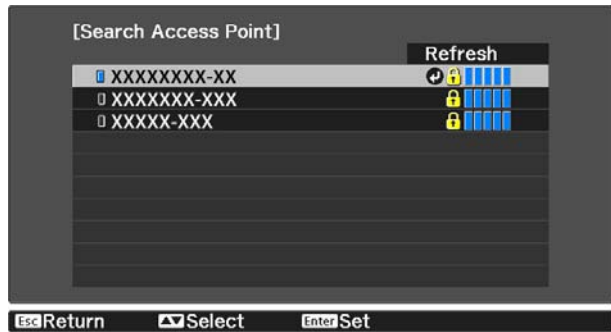 [Search Access Point]
Refresh
XXXXXXXX-XX
XXXXXXX-XXX
XXXXX-XXX
Esc Return Select Enter Set